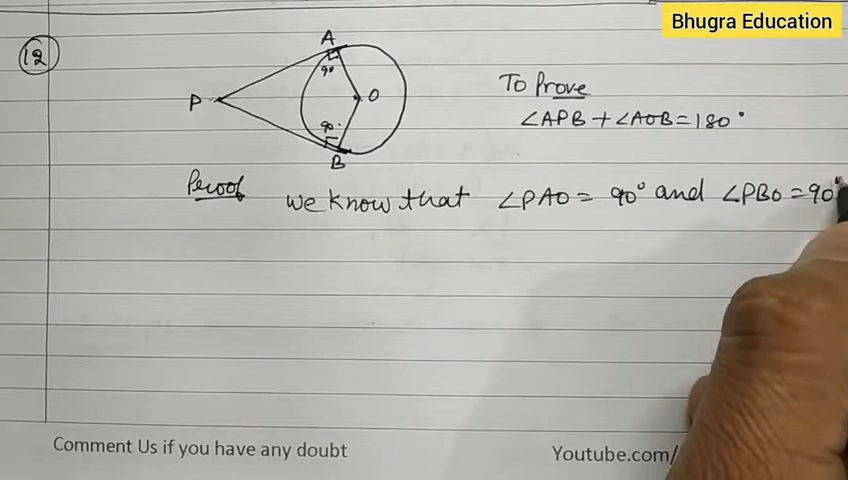 Bhugra Education
12
A
90
P
O
90°
B
To Prove
∠APB + ∠AOB = 180°
Proof we know that ∠PAO = 90° and ∠PBO = 90°
Comment Us if you have any doubt
Youtube.com/